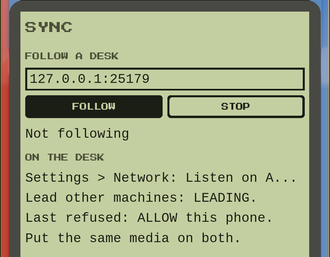 SYNC
FOLLOW A DESK
127.0.0.1:25179
FOLLOW
STOP
Not following
ON THE DESK
Settings > Network: Listen on A...
Lead other machines: LEADING.
Last refused: ALLOW this phone.
Put the same media on both.